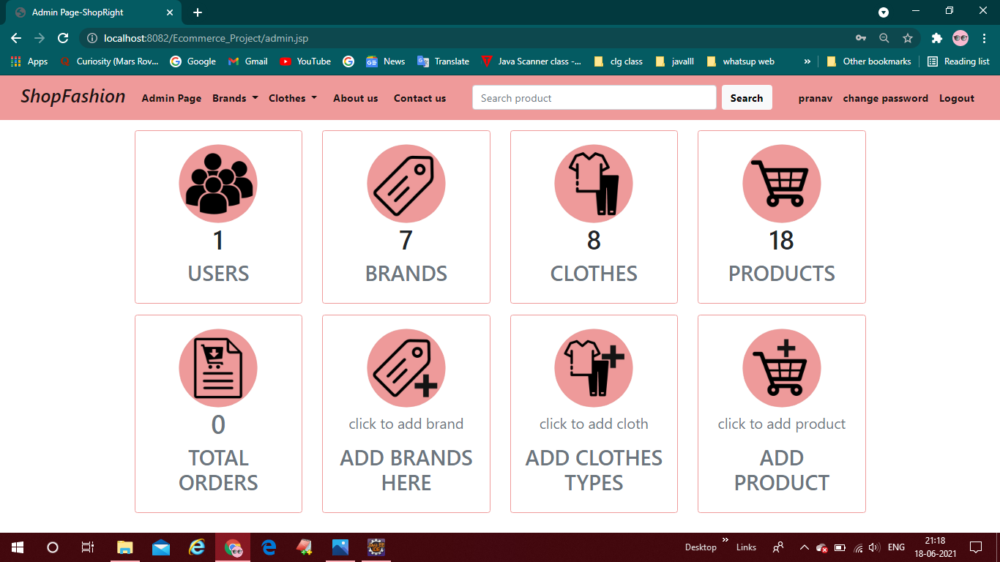 Admin Page-ShopRight
localhost:8082/Ecommerce_Project/admin.jsp
Apps Curiosity (Mars Rov... Google Gmail YouTube News Translate Java Scanner class -... clg class javalll whatsup web » Other bookmarks Reading list
ShopFashion Admin Page Brands Clothes About us Contact us Search product Search pranav change password Logout
1 7 8 18
USERS BRANDS CLOTHES PRODUCTS
0 click to add brand click to add cloth click to add product
TOTAL ADD BRANDS ADD CLOTHES ADD
ORDERS HERE TYPES PRODUCT
Desktop » Links ENG 21:18
18-06-2021